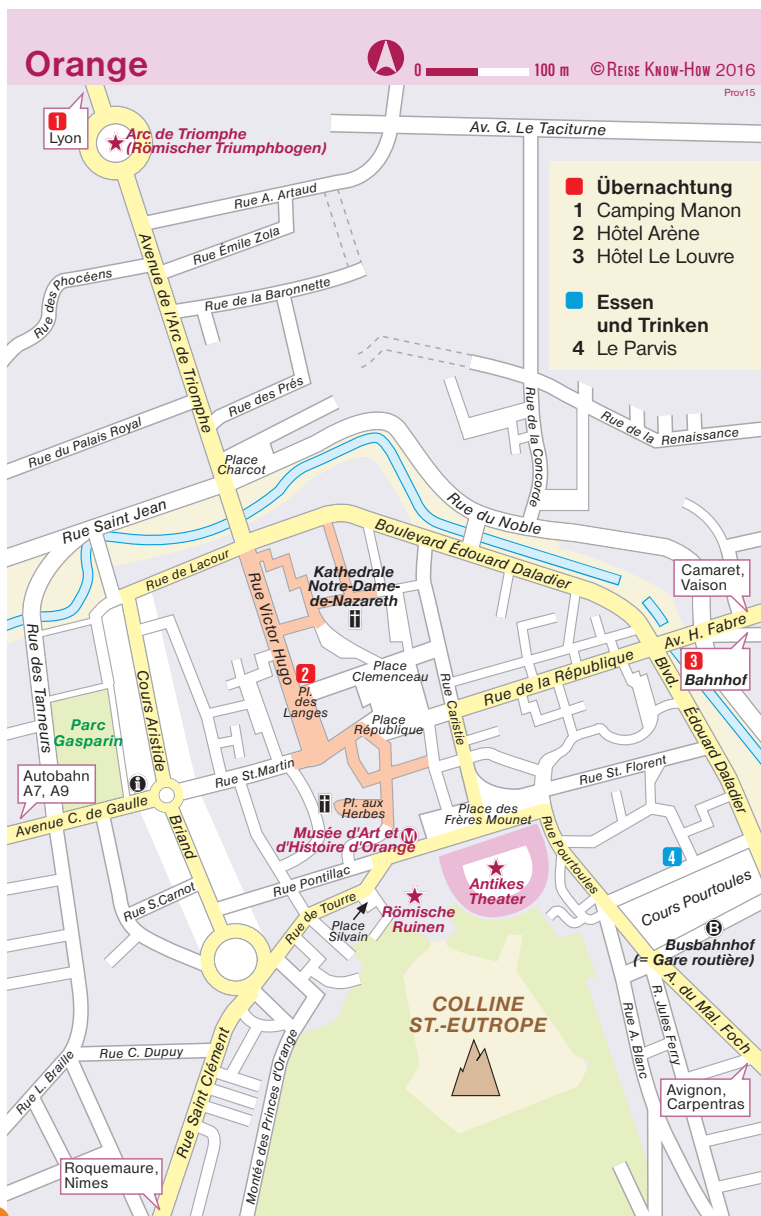 Orange
0 100 m
© REISE KNOW-HOW 2016
Prov15
1
Lyon
Arc de Triomphe
(Römischer Triumphbogen)
Av. G. Le Taciturne
Übernachtung
1 Camping Manon
2 Hôtel Arène
3 Hôtel Le Louvre
Essen
und Trinken
4 Le Parvis
Rue A. Artaud
Rue Émile Zola
Rue des Phocéens
Avenue de l'Arc de Triomphe
Rue de la Baronnette
Rue des Prés
Rue du Palais Royal
Place
Charcot
Rue de la Concorde
Rue de la Renaissance
Rue Saint Jean
Rue du Noble
Rue de Lacour
Boulevard Édouard Daladier
Kathedrale
Notre-Dame-
de-Nazareth
Camaret,
Vaison
Av. H. Fabre
3
Bahnhof
Rue des Tanneurs
Rue Victor Hugo
2
Pl.
des
Langes
Place
Clemenceau
Rue de la République
Blvd. Édouard Daladier
Cours Aristide Briand
Rue Caristie
Place
République
Parc
Gasparin
Autobahn
A7, A9
Rue St.Martin
Rue St. Florent
Avenue C. de Gaulle
Pl. aux
Herbes
Place des
Frères Mounet
Musée d'Art et
d'Histoire d'Orange
M
Rue Pourtoules
4
Rue Pontillac
Antikes
Theater
Rue S.Carnot
Rue de Tourre
Place
Silvain
Römische
Ruinen
Cours Pourtoules
B
Busbahnhof
(= Gare routière)
COLLINE
ST.-EUTROPE
A. du Mal. Foch
R. Jules Ferry
Rue A. Blanc
Rue C. Dupuy
Rue L. Braille
Rue Saint Clément
Montée des Princes d'Orange
Avignon,
Carpentras
Roquemaure,
Nîmes